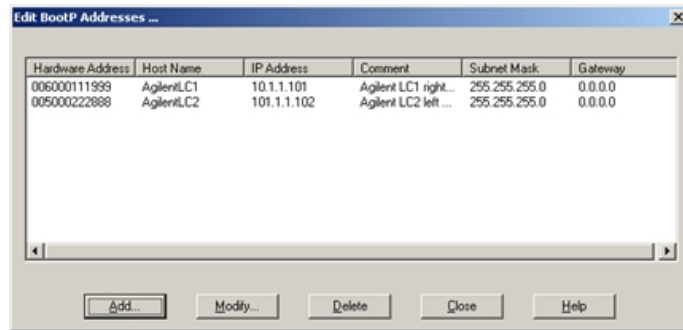 Edit BootP Addresses ...
Hardware Address Host Name IP Address Comment Subnet Mask Gateway
006000111999 AgilentLC1 10.1.1.101 Agilent LC1 right... 255.255.255.0 0.0.0.0
005000222888 AgilentLC2 101.1.1.102 Agilent LC2 left ... 255.255.255.0 0.0.0.0
Add... Modify... Delete Close Help